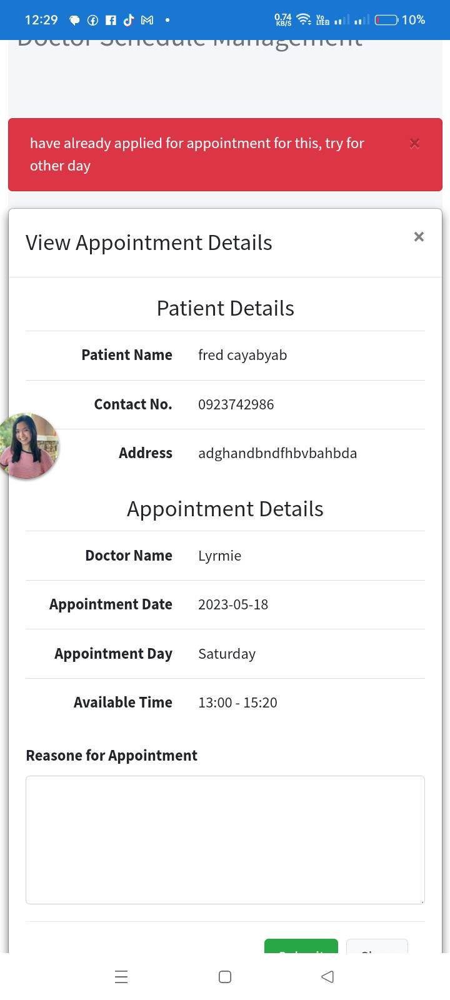 12:29 0.74 KB/S Vo LTE2 10%
Doctor Schedule Management
have already applied for appointment for this, try for
other day
View Appointment Details
Patient Details
Patient Name fred cayabyab
Contact No. 0923742986
Address adghandbndfhbvbahbda
Appointment Details
Doctor Name Lyrmie
Appointment Date 2023-05-18
Appointment Day Saturday
Available Time 13:00 - 15:20
Reasone for Appointment